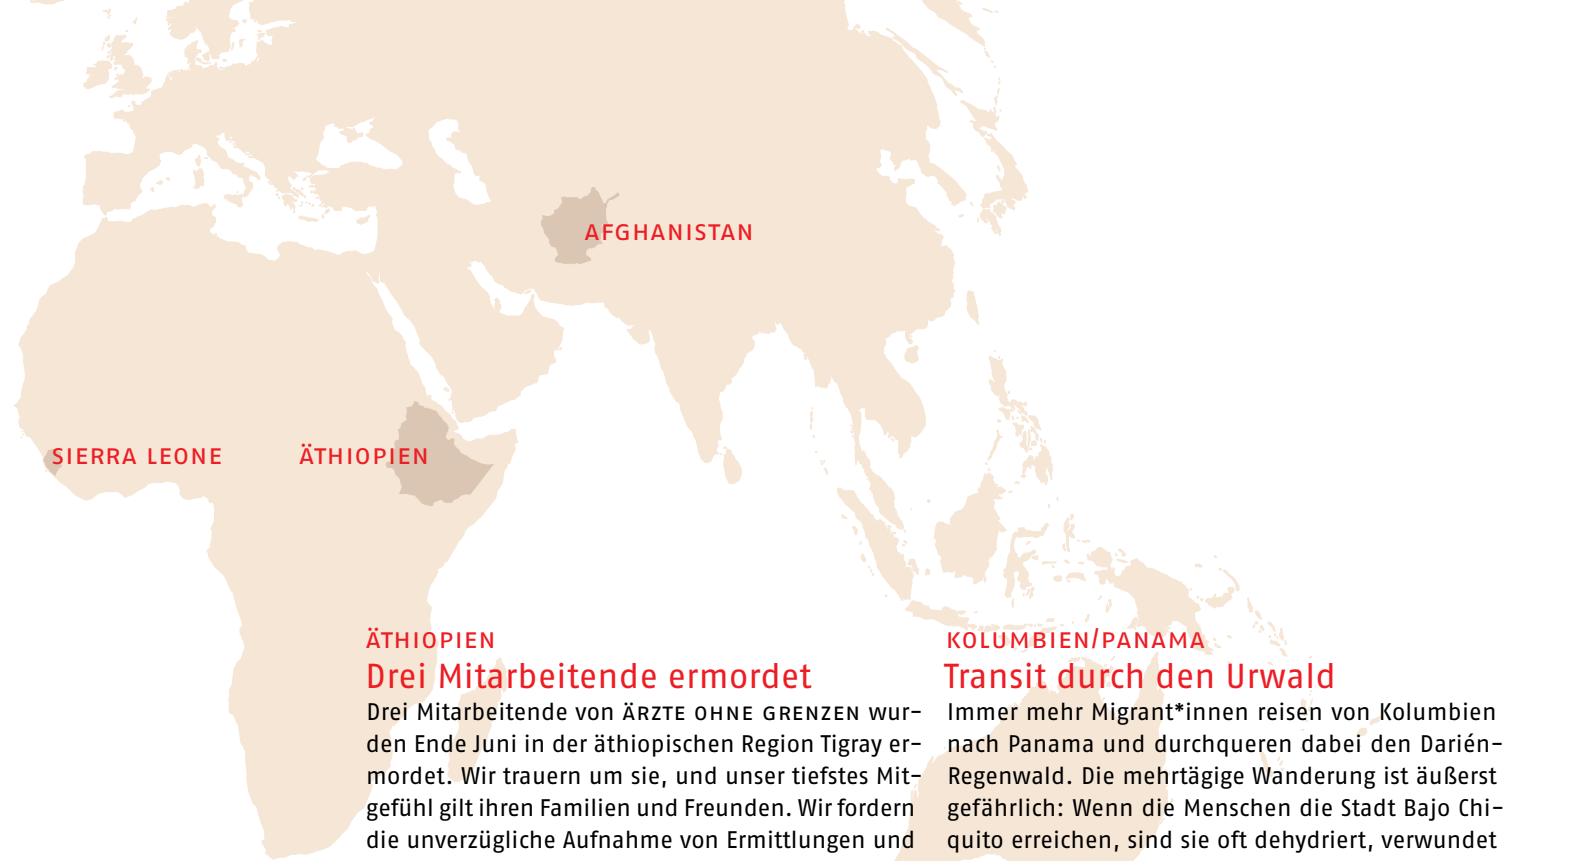 AFGHANISTAN
SIERRA LEONE
ÄTHIOPIEN
ÄTHIOPIEN
Drei Mitarbeitende ermordet
Drei Mitarbeitende von ÄRZTE OHNE GRENZEN wur-
den Ende Juni in der äthiopischen Region Tigray er-
mordet. Wir trauern um sie, und unser tiefstes Mit-
gefühl gilt ihren Familien und Freunden. Wir fordern
die unverzügliche Aufnahme von Ermittlungen und
KOLUMBIEN/PANAMA
Transit durch den Urwald
Immer mehr Migrant*innen reisen von Kolumbien
nach Panama und durchqueren dabei den Darién-
Regenwald. Die mehrtägige Wanderung ist äußerst
gefährlich: Wenn die Menschen die Stadt Bajo Chi-
quito erreichen, sind sie oft dehydriert, verwundet